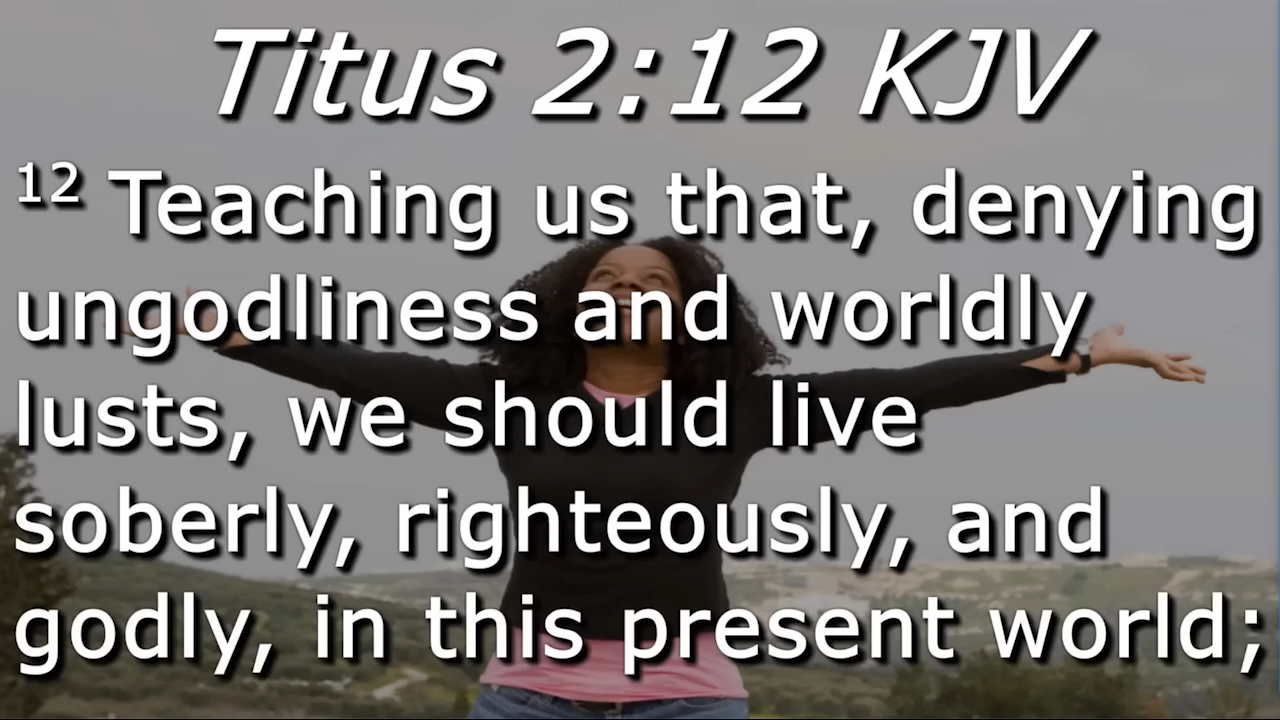 Titus 2:12 KJV
12 Teaching us that, denying
ungodliness and worldly
lusts, we should live
soberly, righteously, and
godly, in this present world;